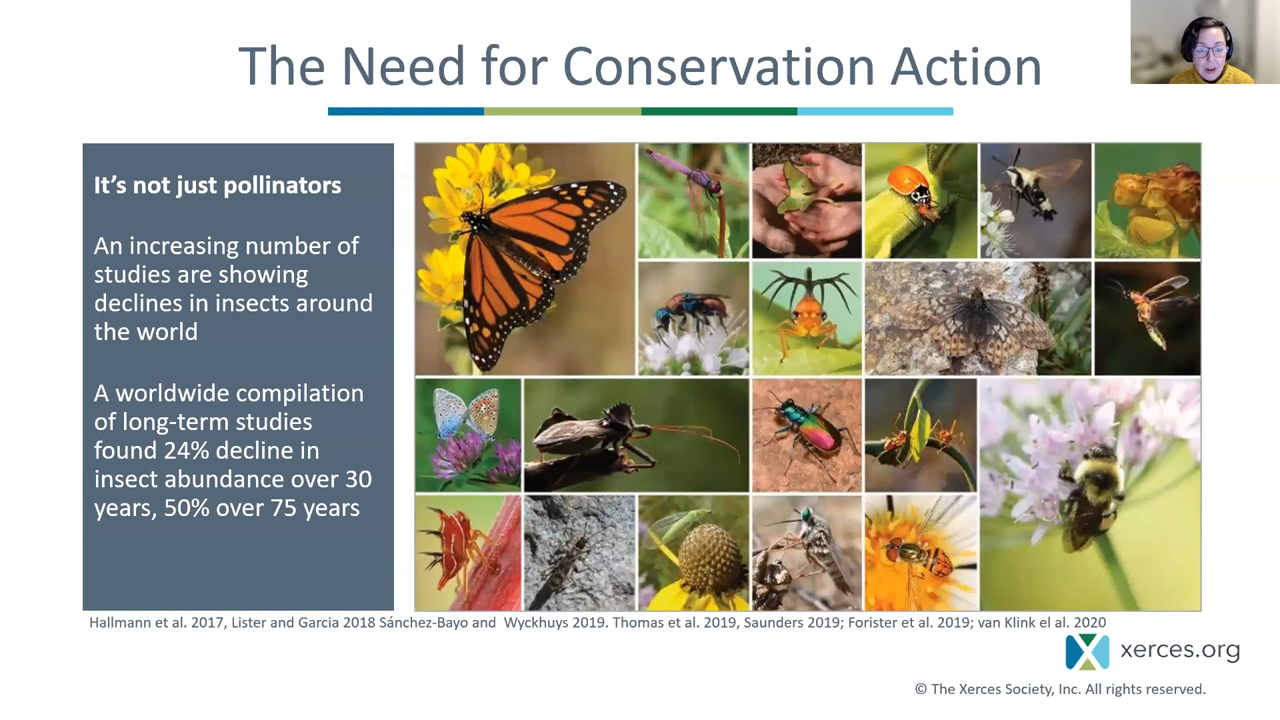 The Need for Conservation Action
It's not just pollinators
An increasing number of
studies are showing
declines in insects around
the world
A worldwide compilation
of long-term studies
found 24% decline in
insect abundance over 30
years, 50% over 75 years
Hallmann et al. 2017, Lister and Garcia 2018 Sánchez-Bayo and Wyckhuys 2019. Thomas et al. 2019, Saunders 2019; Forister et al. 2019; van Klink el al. 2020
xerces.org
© The Xerces Society, Inc. All rights reserved.